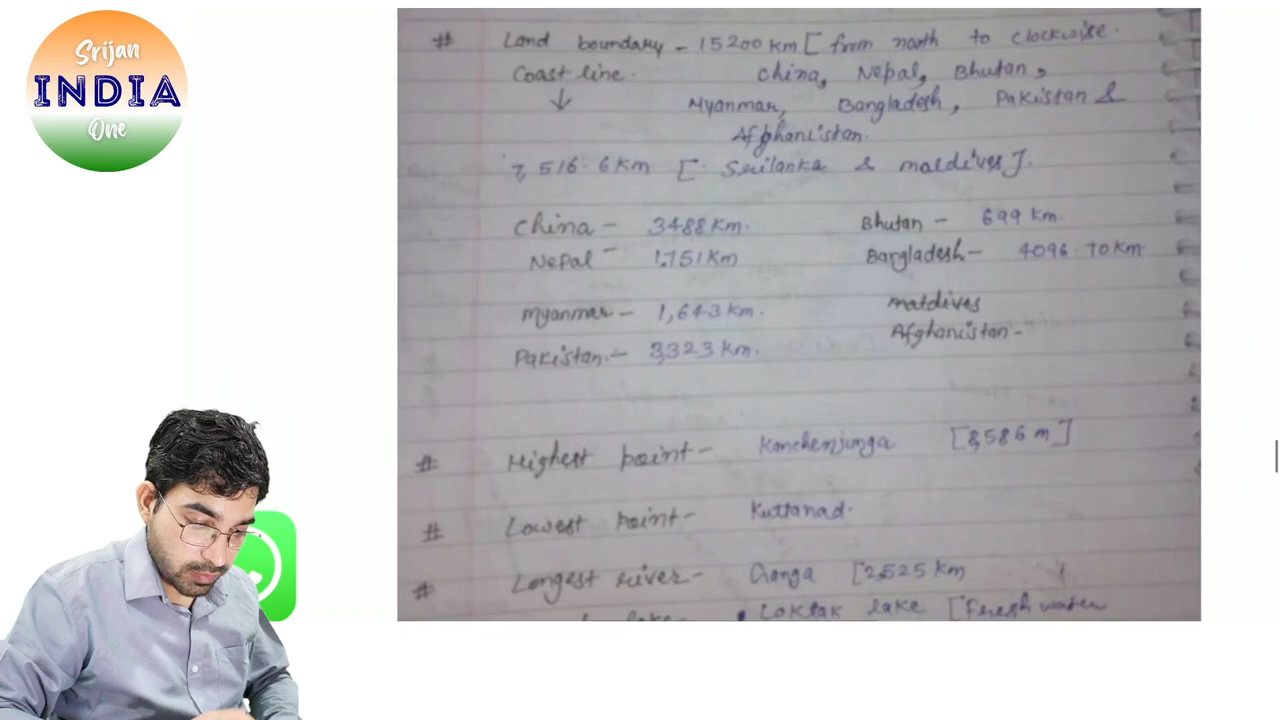 Srijan
INDIA
One
# Land boundary - 15200 km [ from north to clockwise.
Coast line. China, Nepal, Bhutan,
↓ Myanmar, Bangladesh, Pakistan &
Afghanistan.
7,516.6 Km [ Srilanka & maldives].
China - 3488 Km. Bhutan - 699 km.
Nepal - 1,751 Km Bangladesh - 4096.70 Km
Myanmar - 1,643 km. Maldives
Pakistan. - 3,323 km. Afghanistan -
# Highest point - Kanchenjunga [8,586 m]
# Lowest point - Kuttanad.
# Longest river - Ganga [2,525 km
lake - • Loktak lake [Fresh water